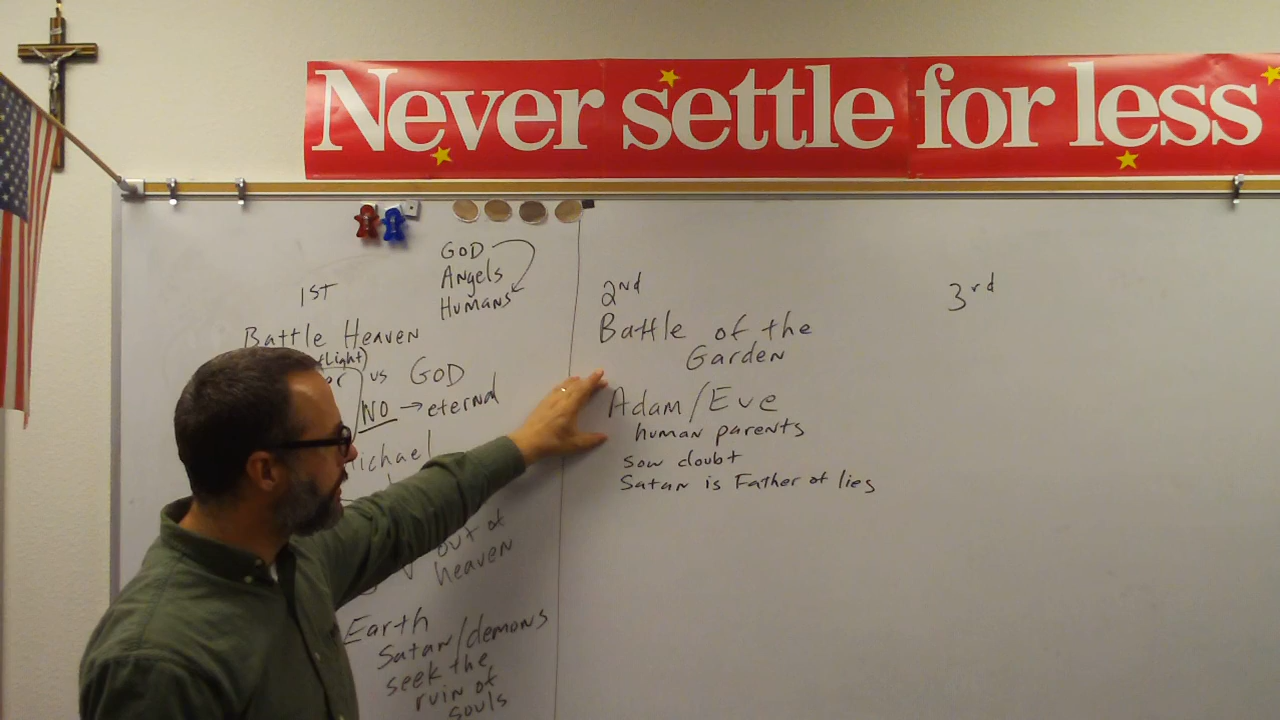 Never settle for less
GOD
Angels
Humans
1ST
Battle Heaven
vs GOD
NO → eternal
out of
heaven
Earth
Satan/demons
seek the
ruin of
souls
2nd
Battle of the
Garden
Adam/Eve
human parents
sow doubt
Satan is Father of lies
3rd